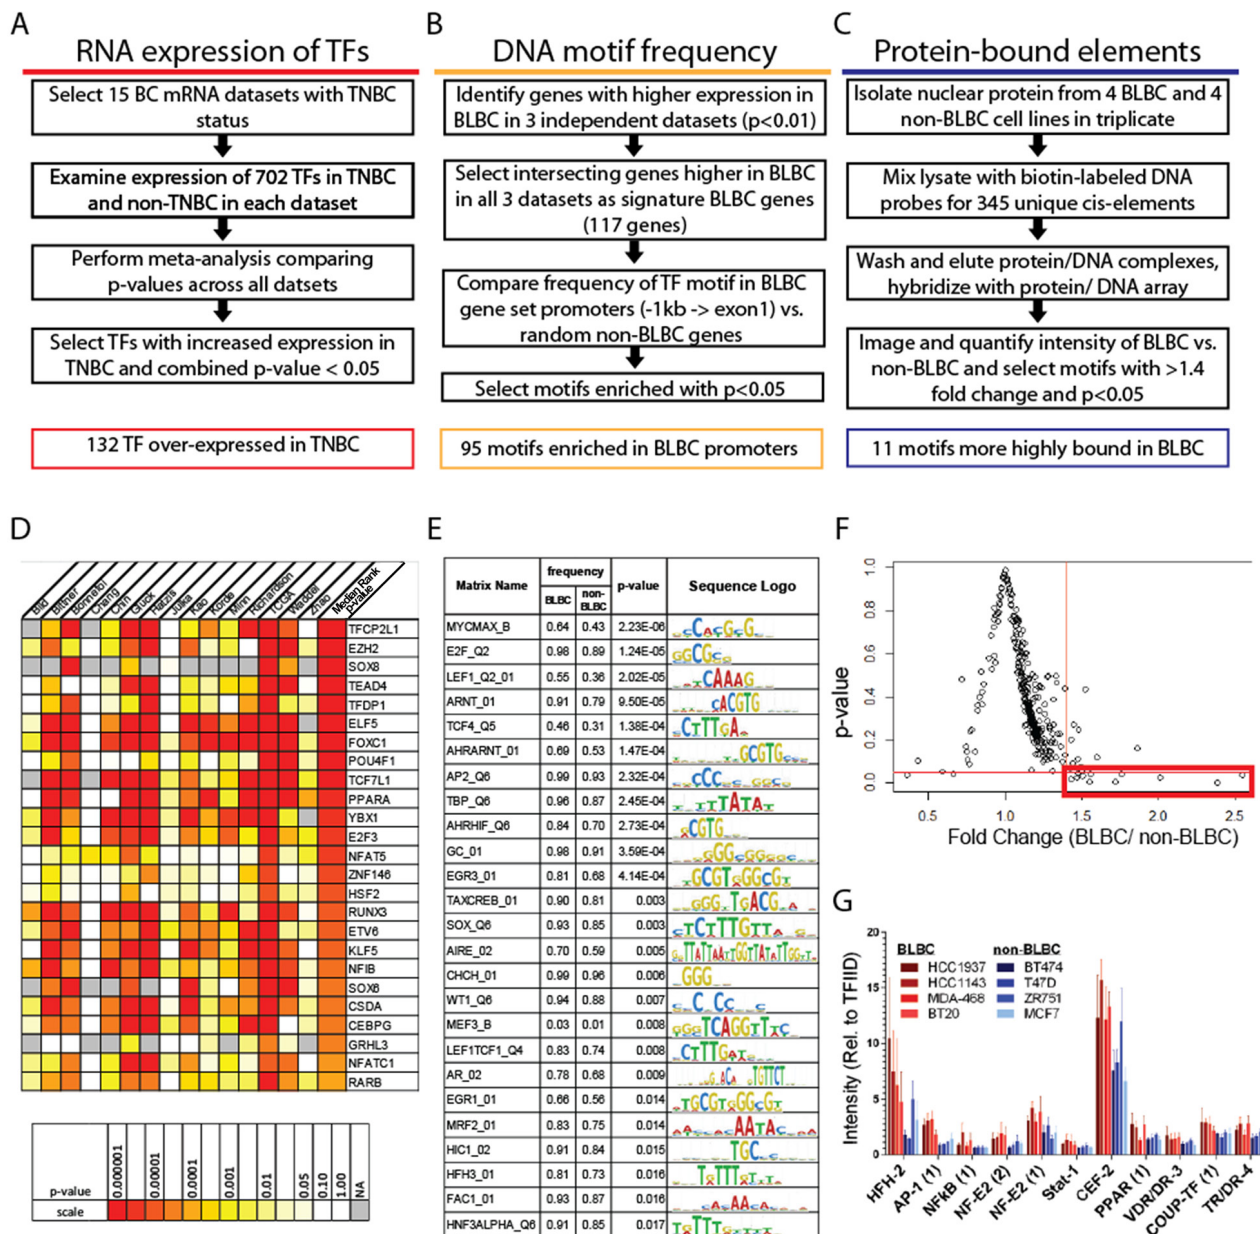 A
RNA expression of TFs
Select 15 BC mRNA datasets with TNBC
status
Examine expression of 702 TFs in TNBC
and non-TNBC in each dataset
Perform meta-analysis comparing
p-values across all datsets
Select TFs with increased expression in
TNBC and combined p-value < 0.05
132 TF over-expressed in TNBC
B
DNA motif frequency
Identify genes with higher expression in
BLBC in 3 independent datasets (p<0.01)
Select intersecting genes higher in BLBC
in all 3 datasets as signature BLBC genes
(117 genes)
Compare frequency of TF motif in BLBC
gene set promoters (-1kb -> exon1) vs.
random non-BLBC genes
Select motifs enriched with p<0.05
95 motifs enriched in BLBC promoters
C
Protein-bound elements
Isolate nuclear protein from 4 BLBC and 4
non-BLBC cell lines in triplicate
Mix lysate with biotin-labeled DNA
probes for 345 unique cis-elements
Wash and elute protein/DNA complexes,
hybridize with protein/ DNA array
Image and quantify intensity of BLBC vs.
non-BLBC and select motifs with >1.4
fold change and p<0.05
11 motifs more highly bound in BLBC
D
Bild
Bittner
Bonnefoi
Chang
Chin
Gluck
Hatzis
Julka
Kao
Korde
Minn
Richardson
TCGA
Waddell
Zhao
Median Rank
p-value
TFCP2L1
EZH2
SOX8
TEAD4
TFDP1
ELF5
FOXC1
POU4F1
TCF7L1
PPARA
YBX1
E2F3
NFAT5
ZNF146
HSF2
RUNX3
ETV6
KLF5
NFIB
SOX6
CSDA
CEBPG
GRHL3
NFATC1
RARB
p-value
0.000001
0.00001
0.0001
0.001
0.01
0.05
0.10
1.00
NA
scale
E
Matrix Name
frequency
p-value
Sequence Logo
BLBC
non-
BLBC
MYCMAX_B 0.64 0.43 2.23E-06
E2F_Q2 0.98 0.89 1.24E-05
LEF1_Q2_01 0.55 0.36 2.02E-05
ARNT_01 0.91 0.79 9.50E-05
TCF4_Q5 0.46 0.31 1.38E-04
AHRARNT_01 0.69 0.53 1.47E-04
AP2_Q6 0.99 0.93 2.32E-04
TBP_Q6 0.96 0.87 2.45E-04
AHRHIF_Q6 0.84 0.70 2.73E-04
GC_01 0.98 0.91 3.59E-04
EGR3_01 0.81 0.68 4.14E-04
TAXCREB_01 0.90 0.81 0.003
SOX_Q6 0.93 0.85 0.003
AIRE_02 0.70 0.59 0.005
CHCH_01 0.99 0.96 0.006
WT1_Q6 0.94 0.88 0.007
MEF3_B 0.03 0.01 0.008
LEF1TCF1_Q4 0.83 0.74 0.008
AR_02 0.78 0.68 0.009
EGR1_01 0.66 0.56 0.014
MRF2_01 0.83 0.75 0.014
HIC1_02 0.91 0.84 0.015
HFH3_01 0.81 0.73 0.016
FAC1_01 0.93 0.87 0.016
HNF3ALPHA_Q6 0.91 0.85 0.017
F
p-value
1.0
0.8
0.6
0.4
0.2
0.0
0.5 1.0 1.5 2.0 2.5
Fold Change (BLBC/ non-BLBC)
G
Intensity (Rel. to TFIID)
20
15
10
5
0
BLBC
HCC1937
HCC1143
MDA-468
BT20
non-BLBC
BT474
T47D
ZR751
MCF7
HFH-2
AP-1 (1)
NFkB (1)
NF-E2 (2)
NF-E2 (1)
Stat-1
CEF-2
PPAR (1)
VDR/DR-3
COUP-TF (1)
TR/DR-4